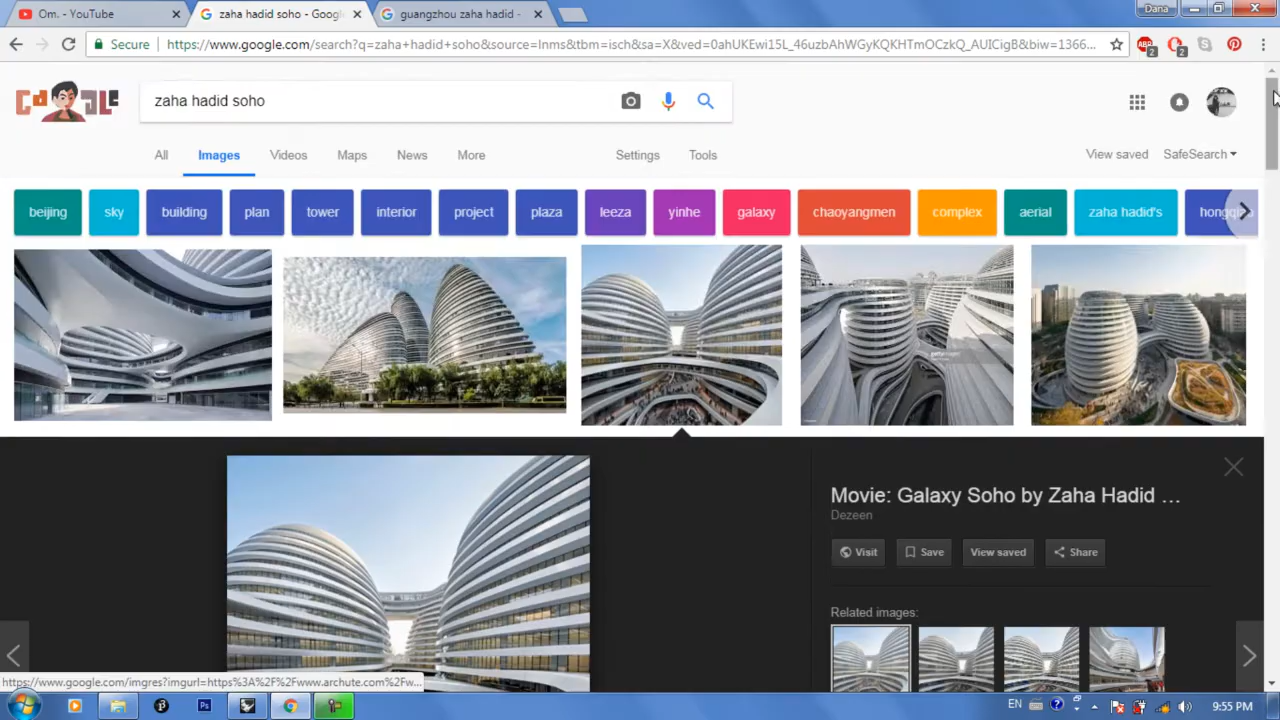 Om. - YouTube
zaha hadid soho - Goog
guangzhou zaha hadid -
Dana
Secure
https://www.google.com/search?q=zaha+hadid+soho&source=lnms&tbm=isch&sa=X&ved=0ahUKEwi15L_46uzbAhWGyKQKHTmOCzkQ_AUICigB&biw=1366...
2
2
zaha hadid soho
All
Images
Videos
Maps
News
More
Settings
Tools
View saved
SafeSearch
beijing
sky
building
plan
tower
interior
project
plaza
leeza
yinhe
galaxy
chaoyangmen
complex
aerial
zaha hadid's
hongqiao
Movie: Galaxy Soho by Zaha Hadid ...
Dezeen
Visit
Save
View saved
Share
Related images:
https://www.google.com/imgres?imgurl=https%3A%2F%2Fwww.archute.com%2Fw...
Ps
EN
9:55 PM